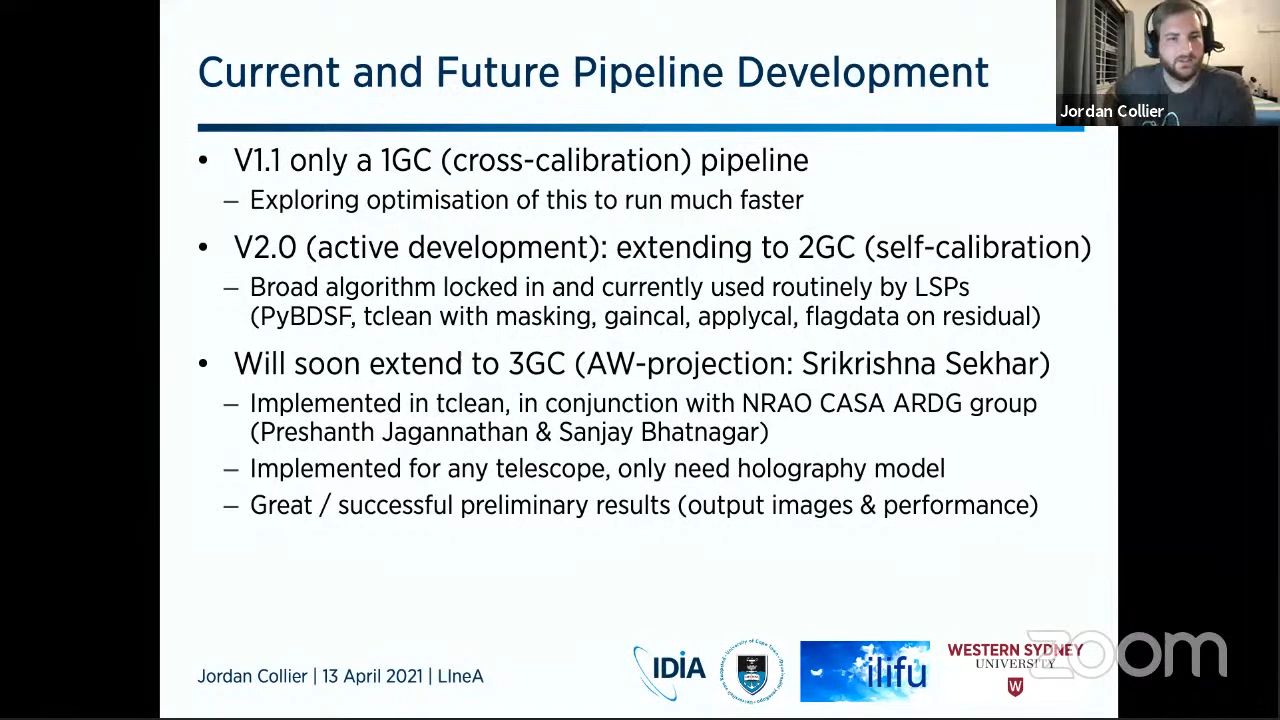 Current and Future Pipeline Development
Jordan Collier
• V1.1 only a 1GC (cross-calibration) pipeline
– Exploring optimisation of this to run much faster
• V2.0 (active development): extending to 2GC (self-calibration)
– Broad algorithm locked in and currently used routinely by LSPs
(PyBDSF, tclean with masking, gaincal, applycal, flagdata on residual)
• Will soon extend to 3GC (AW-projection: Srikrishna Sekhar)
– Implemented in tclean, in conjunction with NRAO CASA ARDG group
(Preshanth Jagannathan & Sanjay Bhatnagar)
– Implemented for any telescope, only need holography model
– Great / successful preliminary results (output images & performance)
Jordan Collier | 13 April 2021 | LIneA
IDIA
ilifu
WESTERN SYDNEY
UNIVERSITY
W
zoom